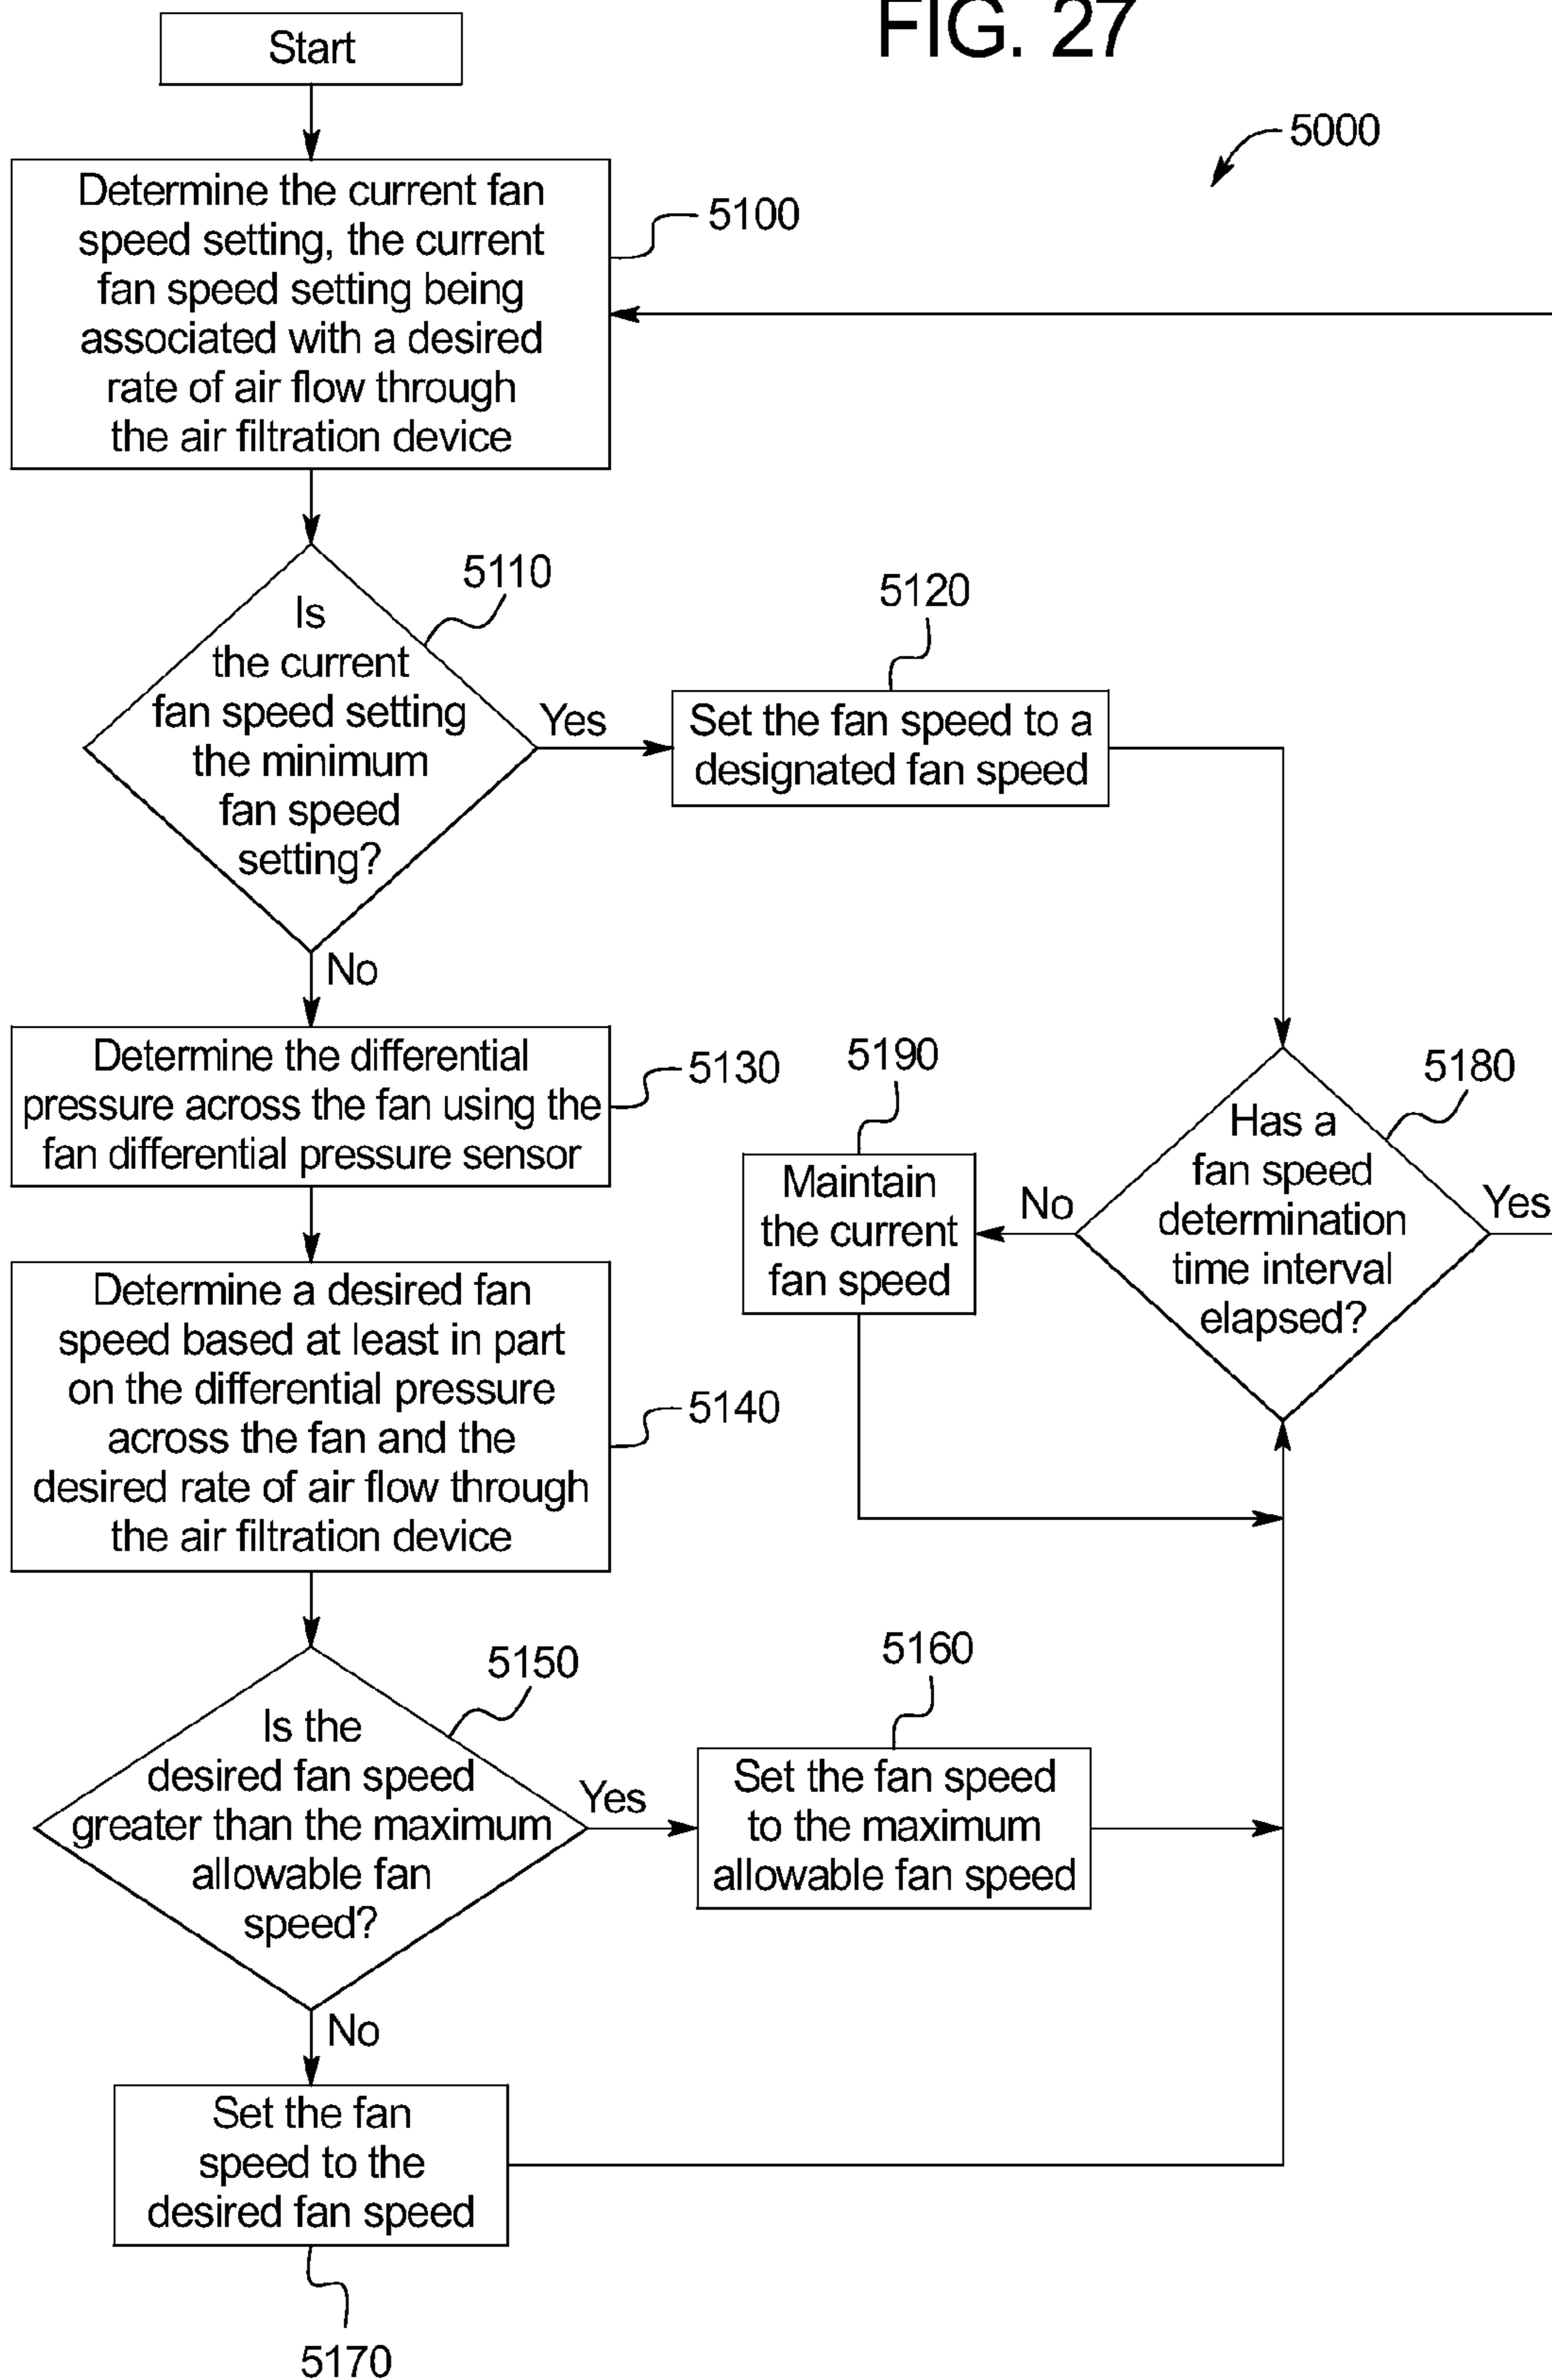 FIG. 27
Start
5000
Determine the current fan
speed setting, the current
fan speed setting being
associated with a desired
rate of air flow through
the air filtration device
5100
Is
the current
fan speed setting
the minimum
fan speed
setting?
5110
Yes
No
5120
Set the fan speed to a
designated fan speed
Determine the differential
pressure across the fan using the
fan differential pressure sensor
5130
5190
Maintain
the current
fan speed
No
5180
Has a
fan speed
determination
time interval
elapsed?
Yes
Determine a desired fan
speed based at least in part
on the differential pressure
across the fan and the
desired rate of air flow through
the air filtration device
5140
Is the
desired fan speed
greater than the maximum
allowable fan
speed?
5150
Yes
No
5160
Set the fan speed
to the maximum
allowable fan speed
Set the fan
speed to the
desired fan speed
5170